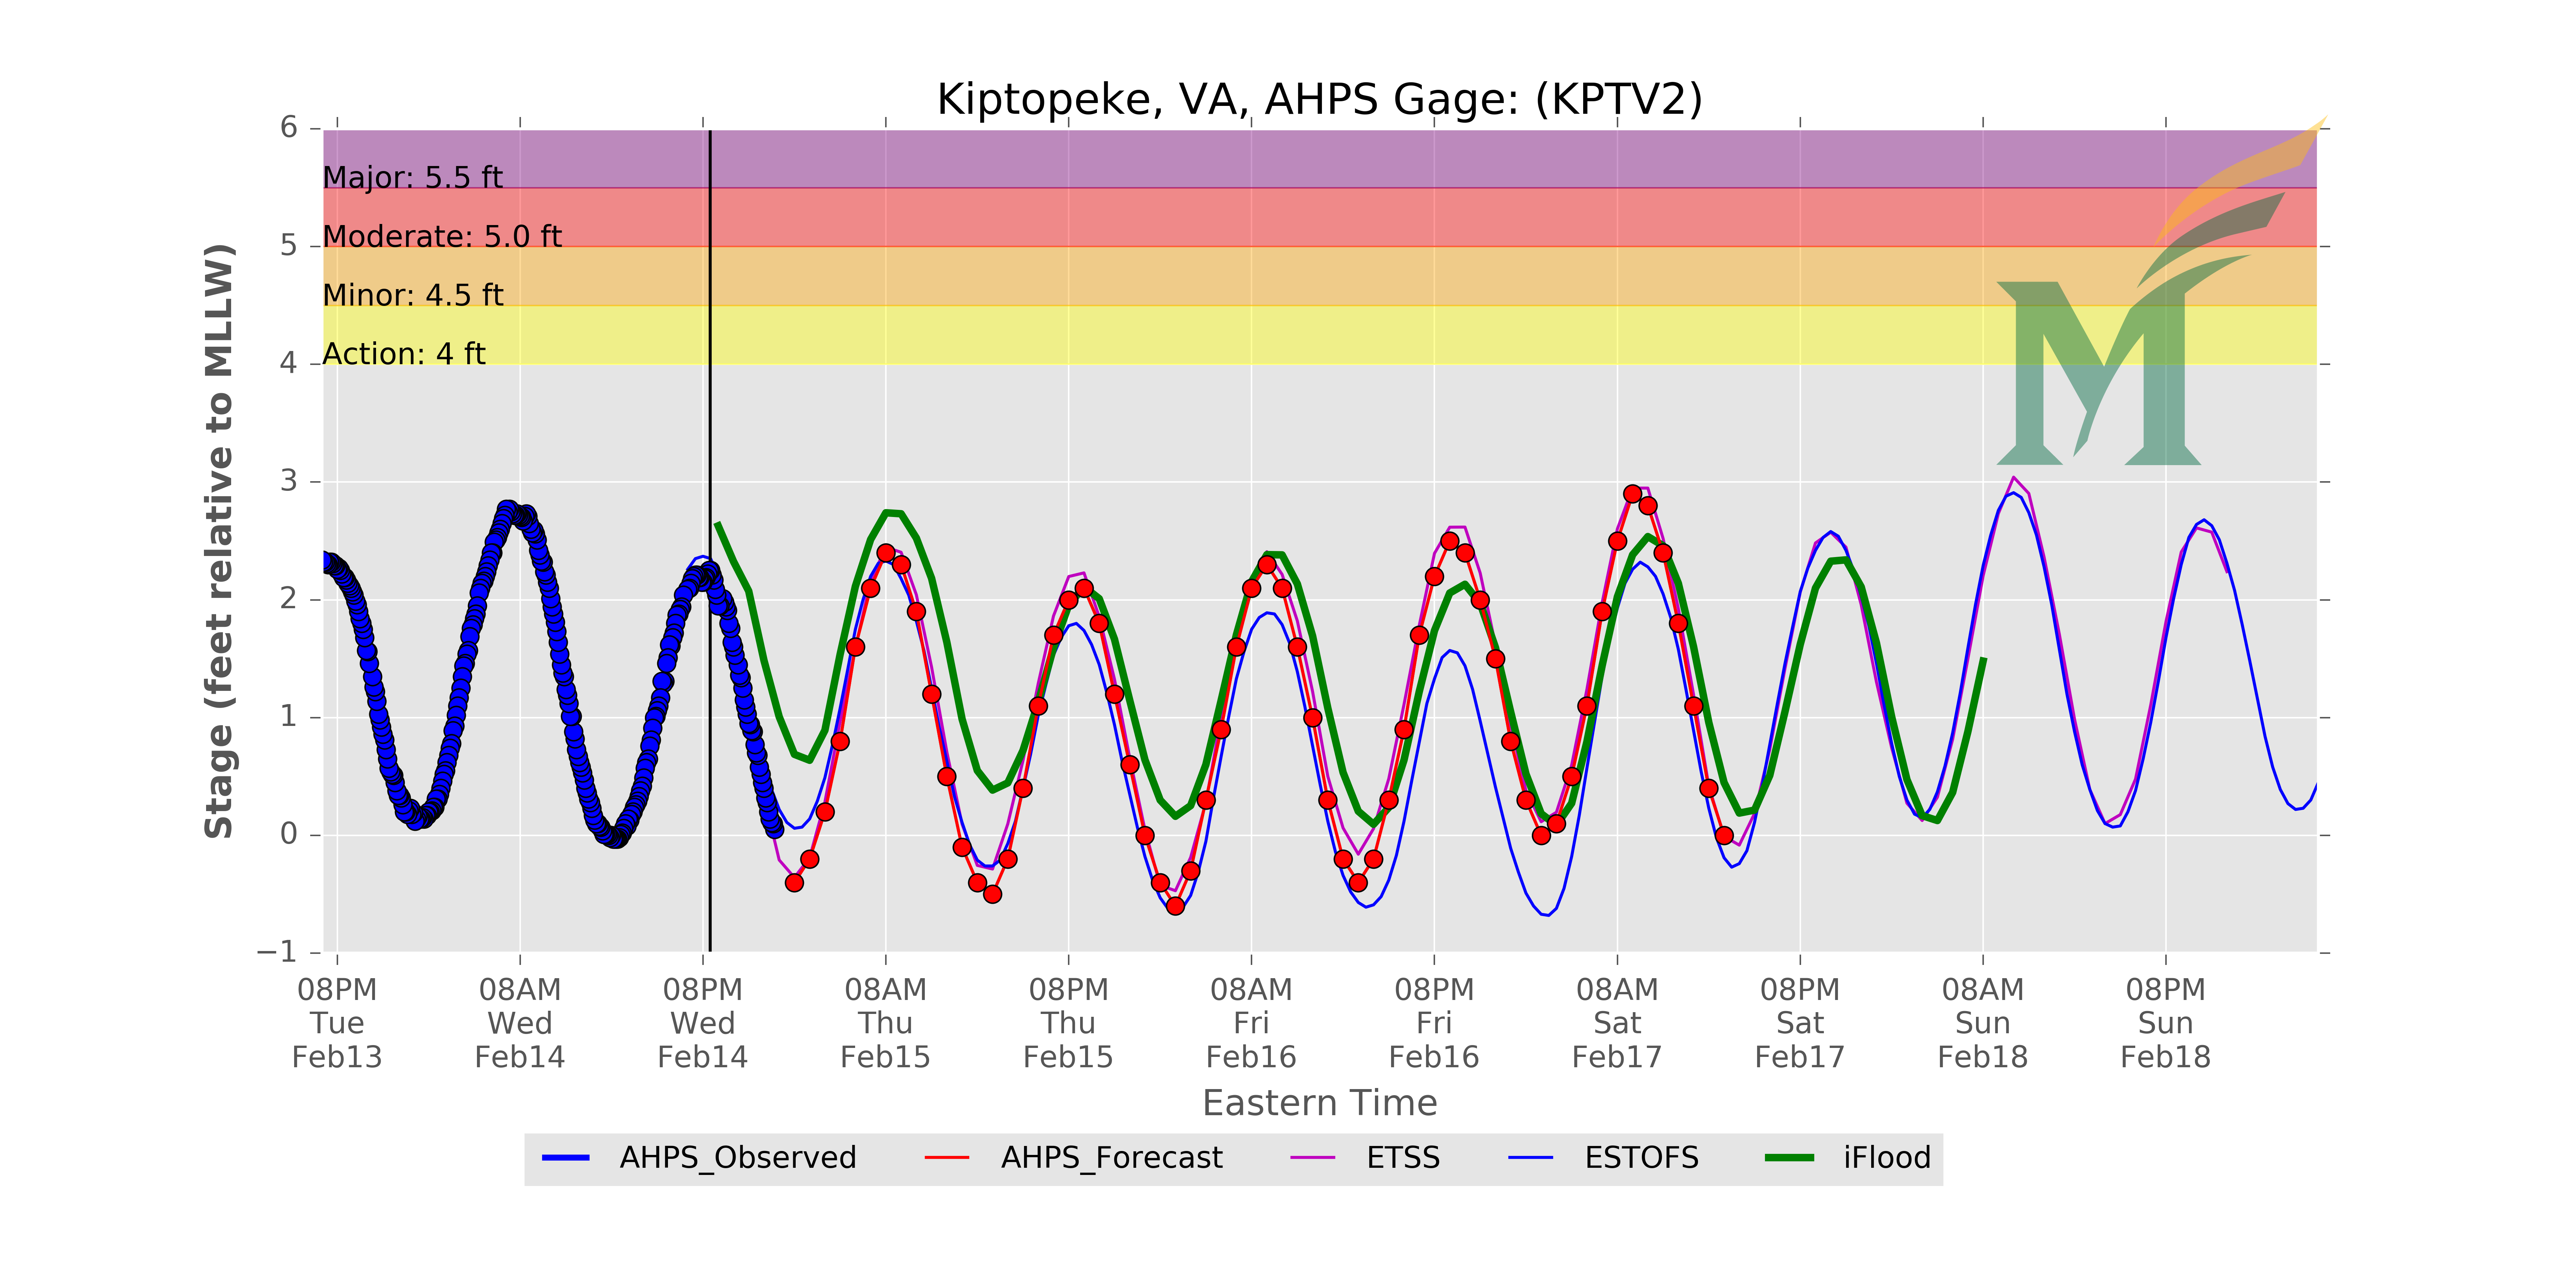 Kiptopeke, VA, AHPS Gage: (KPTV2)
Stage (feet relative to MLLW)
6
5
4
3
2
1
0
−1
Major: 5.5 ft
Moderate: 5.0 ft
Minor: 4.5 ft
Action: 4 ft
M
08PM 08AM 08PM 08AM 08PM 08AM 08PM 08AM 08PM 08AM 08PM
Tue Wed Wed Thu Thu Fri Fri Sat Sat Sun Sun
Feb13 Feb14 Feb14 Feb15 Feb15 Feb16 Feb16 Feb17 Feb17 Feb18 Feb18
Eastern Time
AHPS_Observed AHPS_Forecast ETSS ESTOFS iFlood